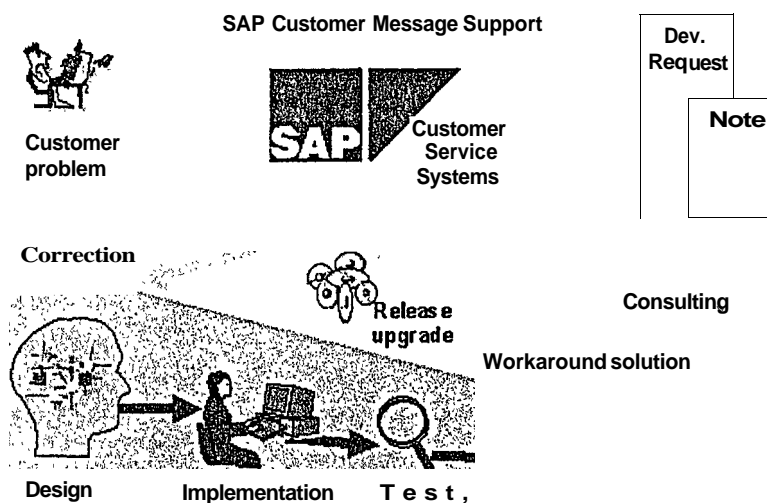 SAP Customer Message Support
Dev.
Request
Note
Customer
problem
SAP
Customer
Service
Systems
Correction
Release
upgrade
Consulting
Workaround solution
Design
Implementation
Test,